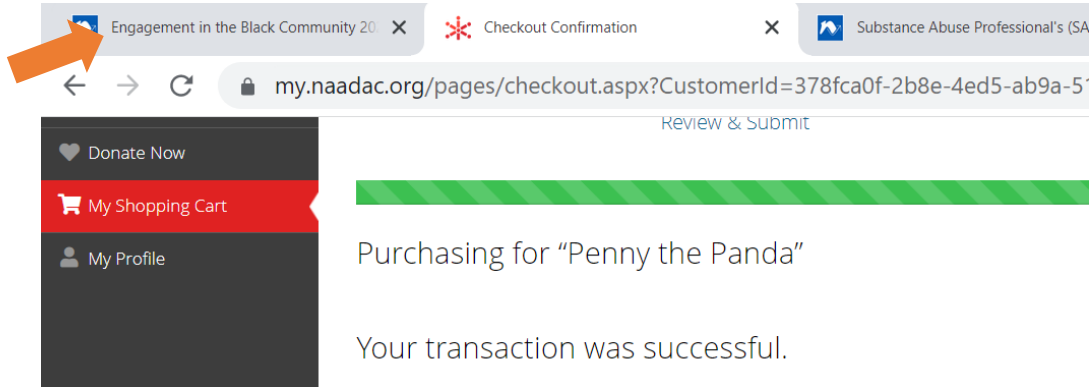 Engagement in the Black Community 20
Checkout Confirmation
Substance Abuse Professional's (SA
my.naadac.org/pages/checkout.aspx?CustomerId=378fca0f-2b8e-4ed5-ab9a-51
Review & Submit
Donate Now
My Shopping Cart
My Profile
Purchasing for “Penny the Panda”
Your transaction was successful.